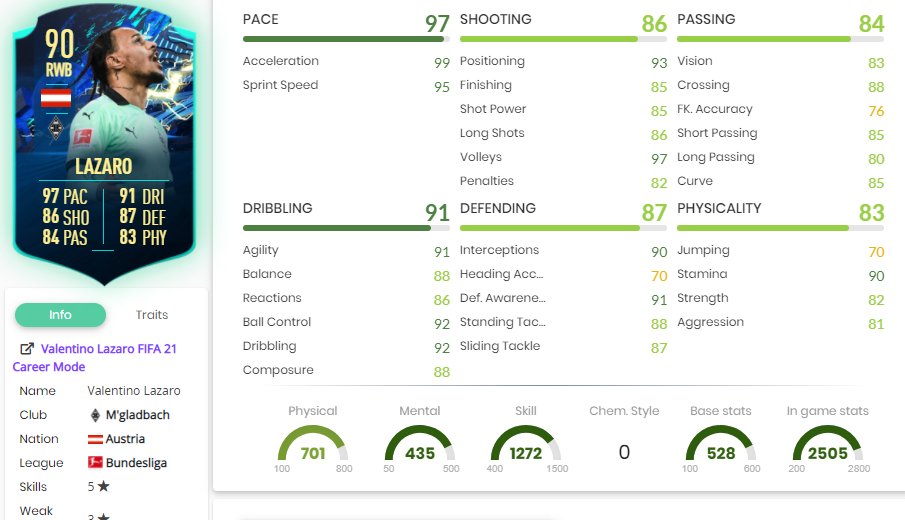 90
RWB
LAZARO
97 PAC 91 DRI
86 SHO 87 DEF
84 PAS 83 PHY
Info Traits
Valentino Lazaro FIFA 21
Career Mode
Name Valentino Lazaro
Club M'gladbach
Nation Austria
League Bundesliga
Skills 5 ★
Weak
3 ★
PACE 97
Acceleration 99
Sprint Speed 95
SHOOTING 86
Positioning 93
Finishing 85
Shot Power 85
Long Shots 86
Volleys 97
Penalties 82
PASSING 84
Vision 83
Crossing 88
FK. Accuracy 76
Short Passing 85
Long Passing 80
Curve 85
DRIBBLING 91
Agility 91
Balance 88
Reactions 86
Ball Control 92
Dribbling 92
Composure 88
DEFENDING 87
Interceptions 90
Heading Acc... 70
Def. Awarene... 91
Standing Tac... 88
Sliding Tackle 87
PHYSICALITY 83
Jumping 70
Stamina 90
Strength 82
Aggression 81
Physical Mental Skill Chem. Style Base stats In game stats
701 435 1272 0 528 2505
100 800 50 500 400 1500 100 600 200 2800